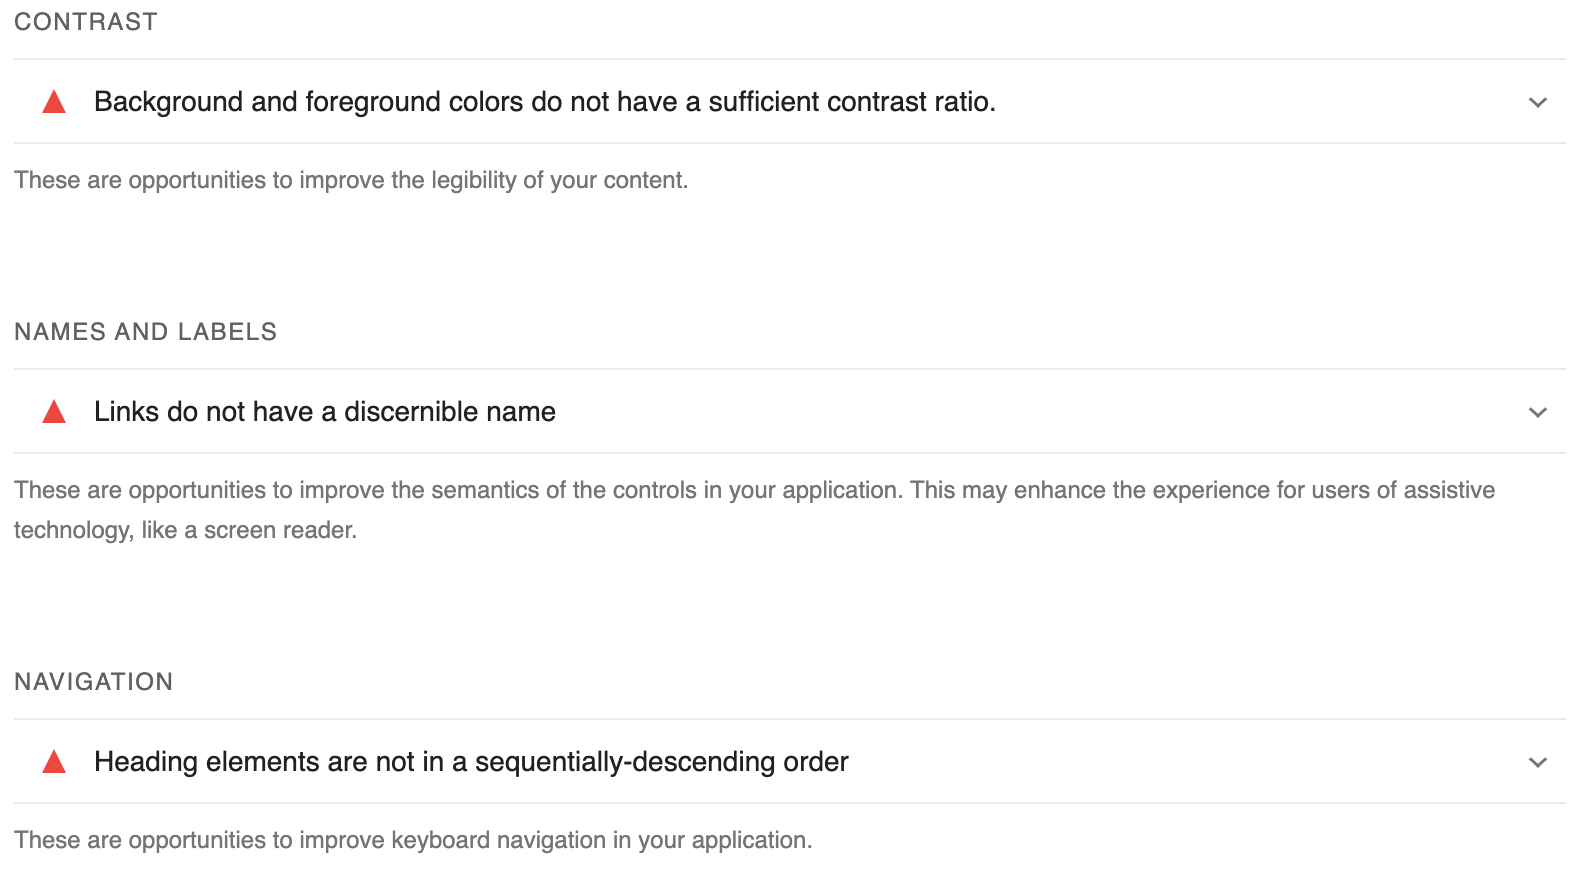 CONTRAST
Background and foreground colors do not have a sufficient contrast ratio.
These are opportunities to improve the legibility of your content.
NAMES AND LABELS
Links do not have a discernible name
These are opportunities to improve the semantics of the controls in your application. This may enhance the experience for users of assistive
technology, like a screen reader.
NAVIGATION
Heading elements are not in a sequentially-descending order
These are opportunities to improve keyboard navigation in your application.